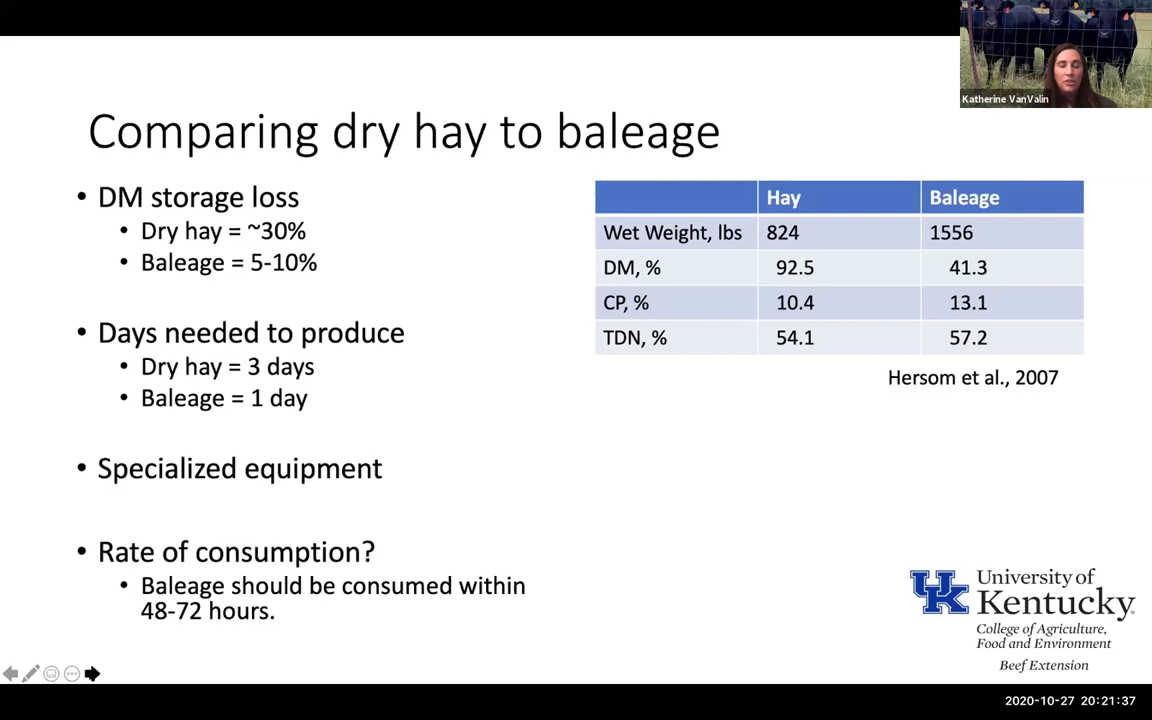 Katherine VanValin
Comparing dry hay to baleage
• DM storage loss
• Dry hay = ~30%
• Baleage = 5-10%
• Days needed to produce
• Dry hay = 3 days
• Baleage = 1 day
• Specialized equipment
• Rate of consumption?
• Baleage should be consumed within
48-72 hours.
Hay Baleage
Wet Weight, lbs 824 1556
DM, % 92.5 41.3
CP, % 10.4 13.1
TDN, % 54.1 57.2
Hersom et al., 2007
UK
University of
Kentucky®
College of Agriculture,
Food and Environment
Beef Extension
2020-10-27 20:21:37